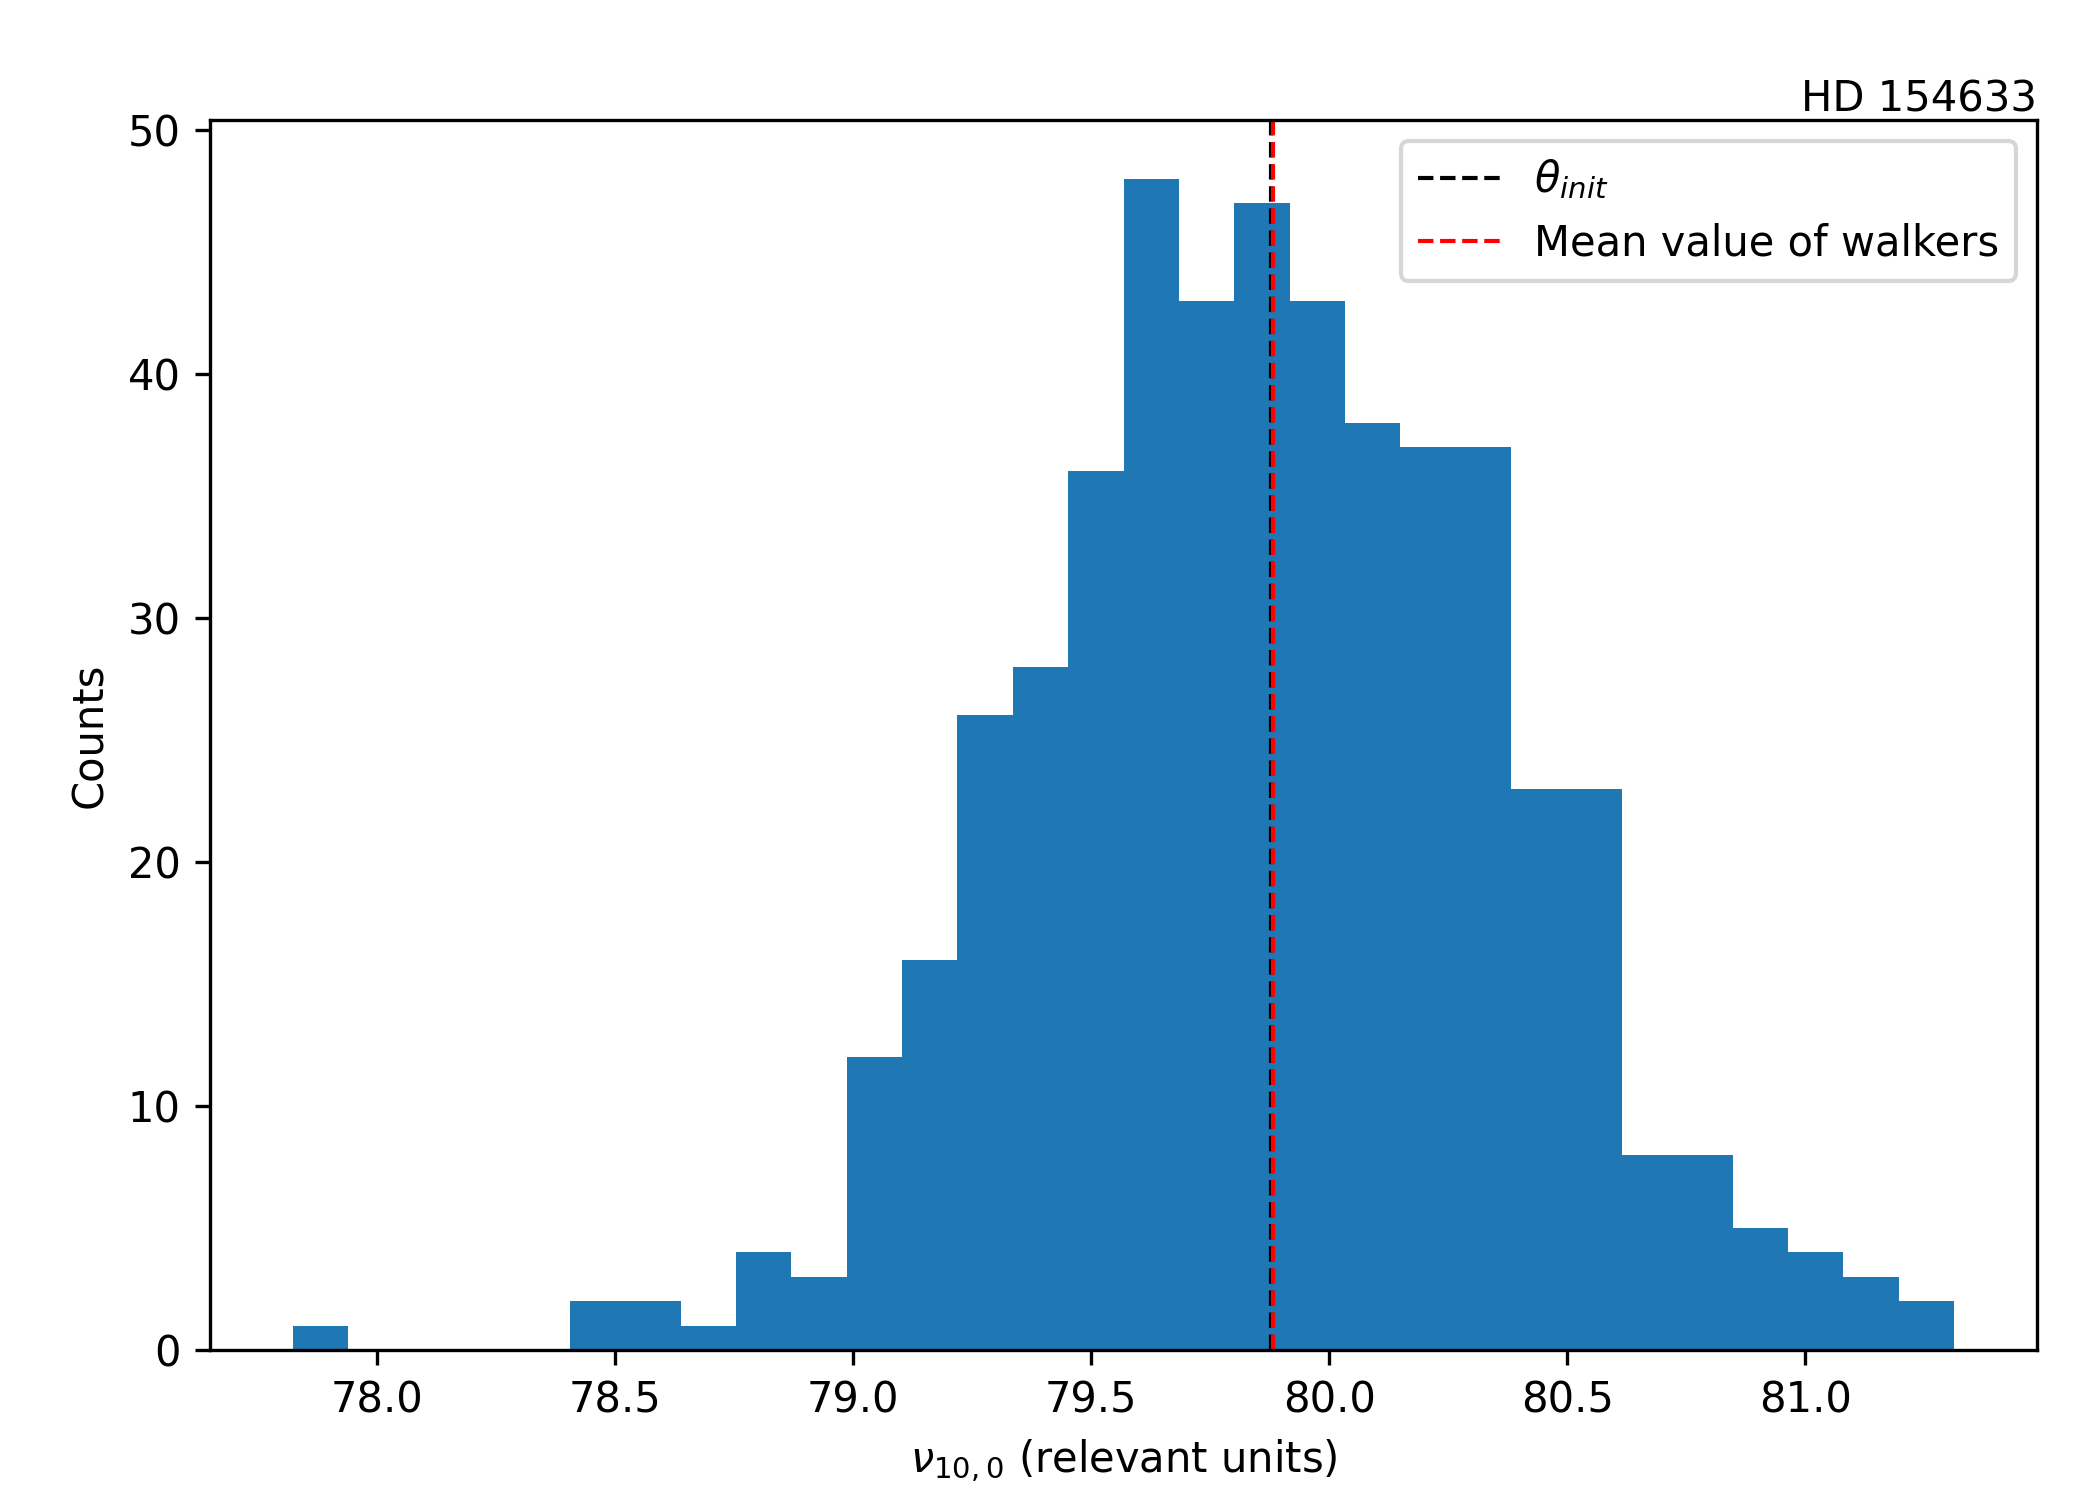 HD 154633
50
40
30
20
10
0
Counts
θinit
Mean value of walkers
78.0 78.5 79.0 79.5 80.0 80.5 81.0
ν10, 0 (relevant units)